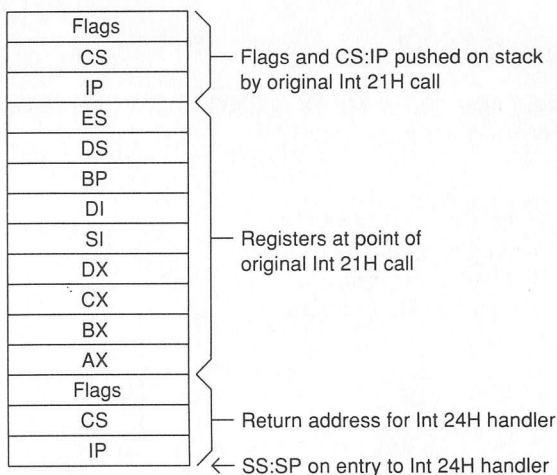 Flags
CS
IP
Flags and CS:IP pushed on stack
by original Int 21H call
ES
DS
BP
DI
SI
DX
CX
BX
AX
Registers at point of
original Int 21H call
Flags
CS
IP
Return address for Int 24H handler
← SS:SP on entry to Int 24H handler